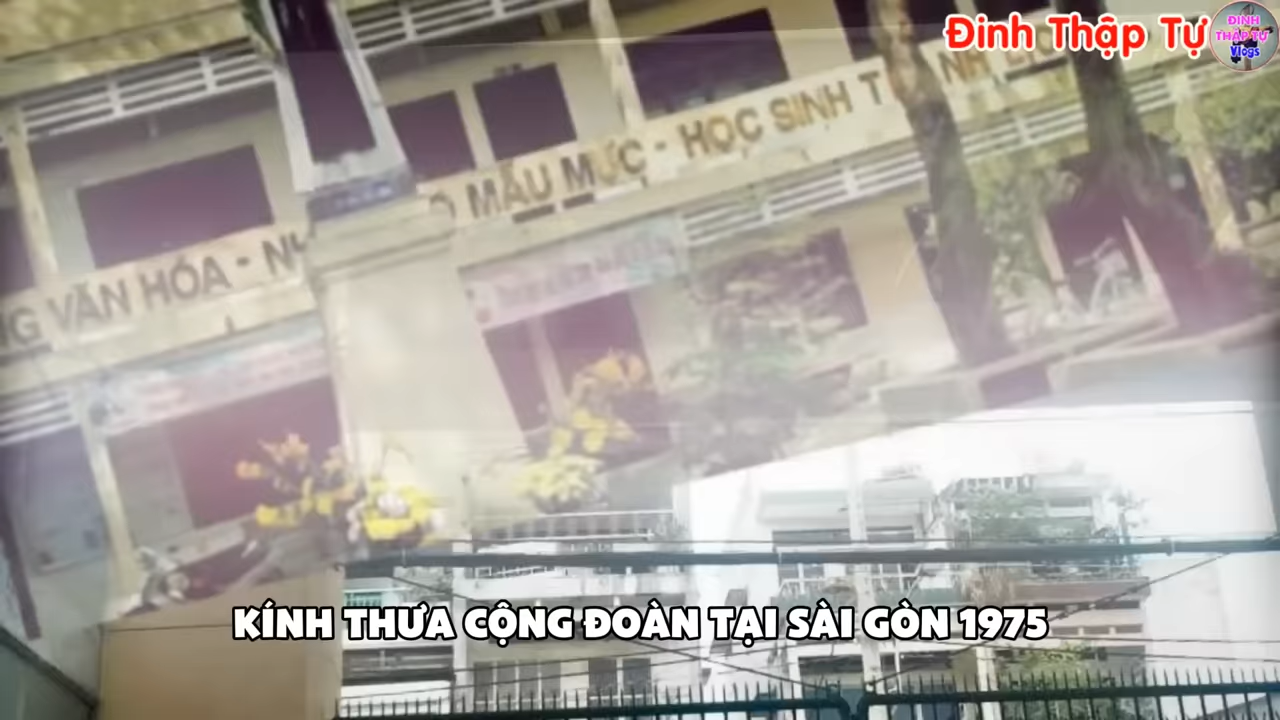 Đinh Thập Tự
ĐINH
THẬP TỰ
Vlogs
MẪU MỰC - HỌC SINH
VĂN HÓA -
KÍNH THƯA CỘNG ĐOÀN TẠI SÀI GÒN 1975